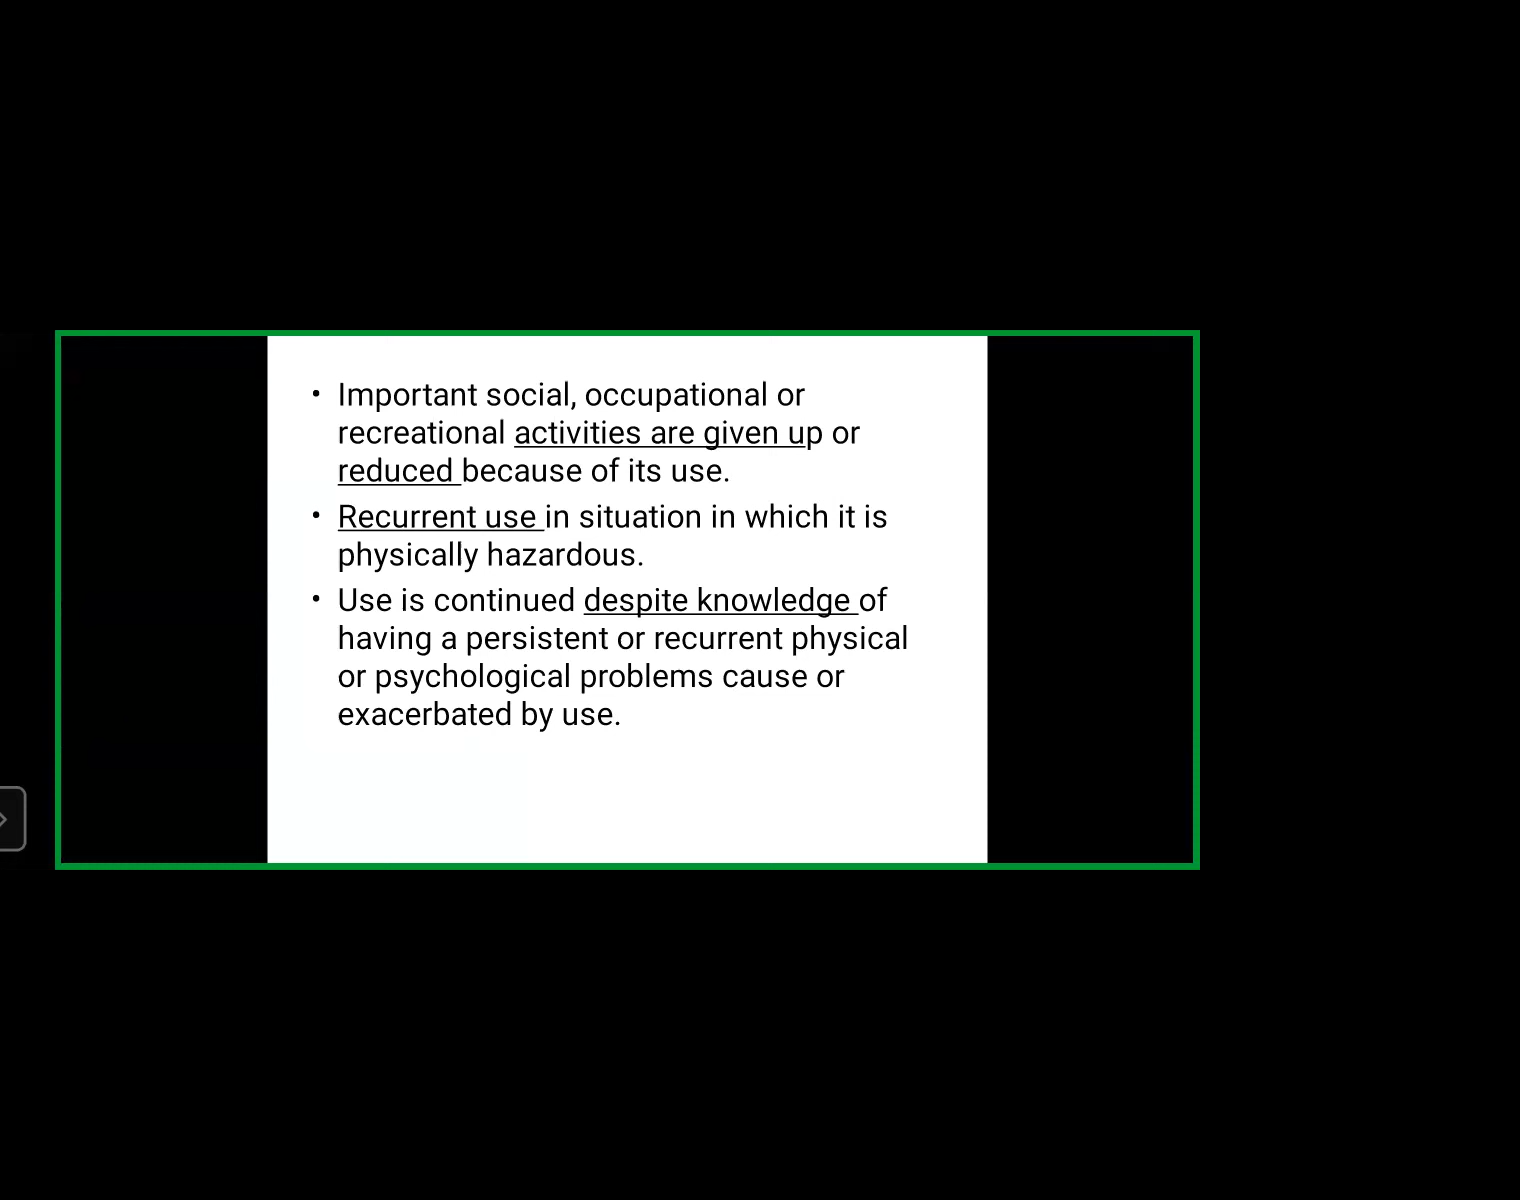 • Important social, occupational or
recreational activities are given up or
reduced because of its use.
• Recurrent use in situation in which it is
physically hazardous.
• Use is continued despite knowledge of
having a persistent or recurrent physical
or psychological problems cause or
exacerbated by use.